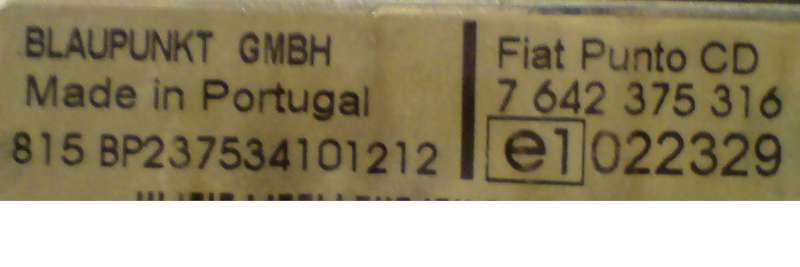 BLAUPUNKT GMBH
Made in Portugal
815 BP237534101212
Fiat Punto CD
7 642 375 316
e1 022329